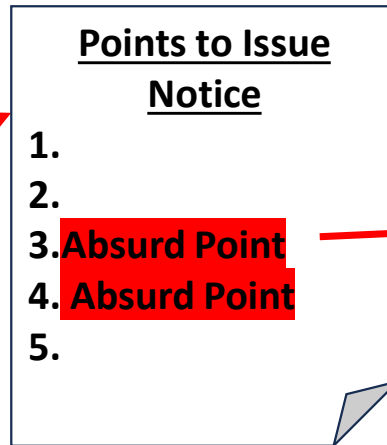 Points to Issue
Notice
1.
2.
3.Absurd Point
4. Absurd Point
5.